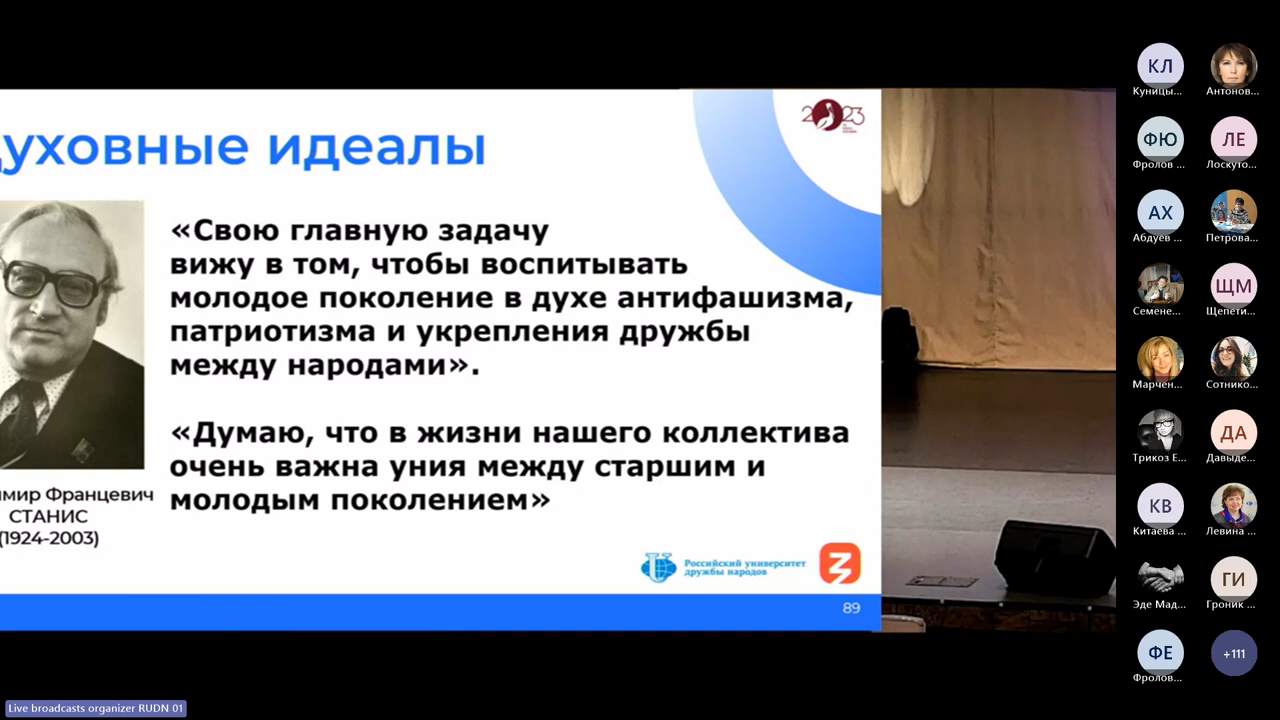 уховные идеалы
2023
«Свою главную задачу
вижу в том, чтобы воспитывать
молодое поколение в духе антифашизма,
патриотизма и укрепления дружбы
между народами».
«Думаю, что в жизни нашего коллектива
очень важна уния между старшим и
молодым поколением»
мир Францевич
СТАНИС
(1924-2003)
Российский университет
дружбы народов
89
КЛ
Куницы...
Антонов...
ФЮ
Фролов ...
ЛЕ
Лоскуто...
АХ
Абдуев ...
Петрова...
Семене...
ЩМ
Щепети...
Марчен...
Сотнико...
Трикоз Е...
ДА
Давыде...
КВ
Китаева ...
Левина ...
Эде Мад...
ГИ
Гроник ...
ФЕ
Фролов...
+111
Live broadcasts organizer RUDN 01